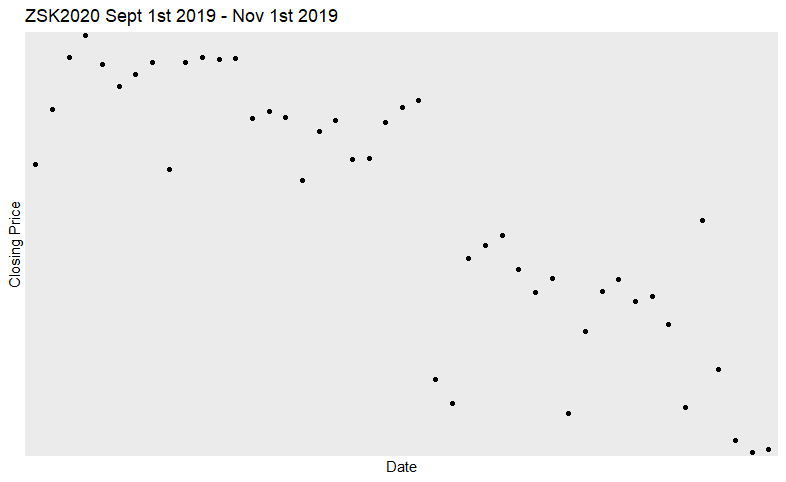 ZSK2020 Sept 1st 2019 - Nov 1st 2019
Closing Price
Date